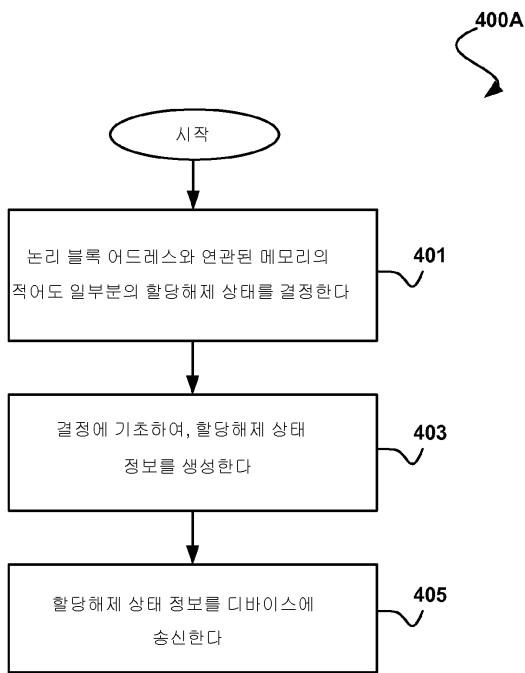 400A
시작
논리 블록 어드레스와 연관된 메모리의
적어도 일부분의 할당해제 상태를 결정한다
401
결정에 기초하여, 할당해제 상태
정보를 생성한다
403
할당해제 상태 정보를 디바이스에
송신한다
405